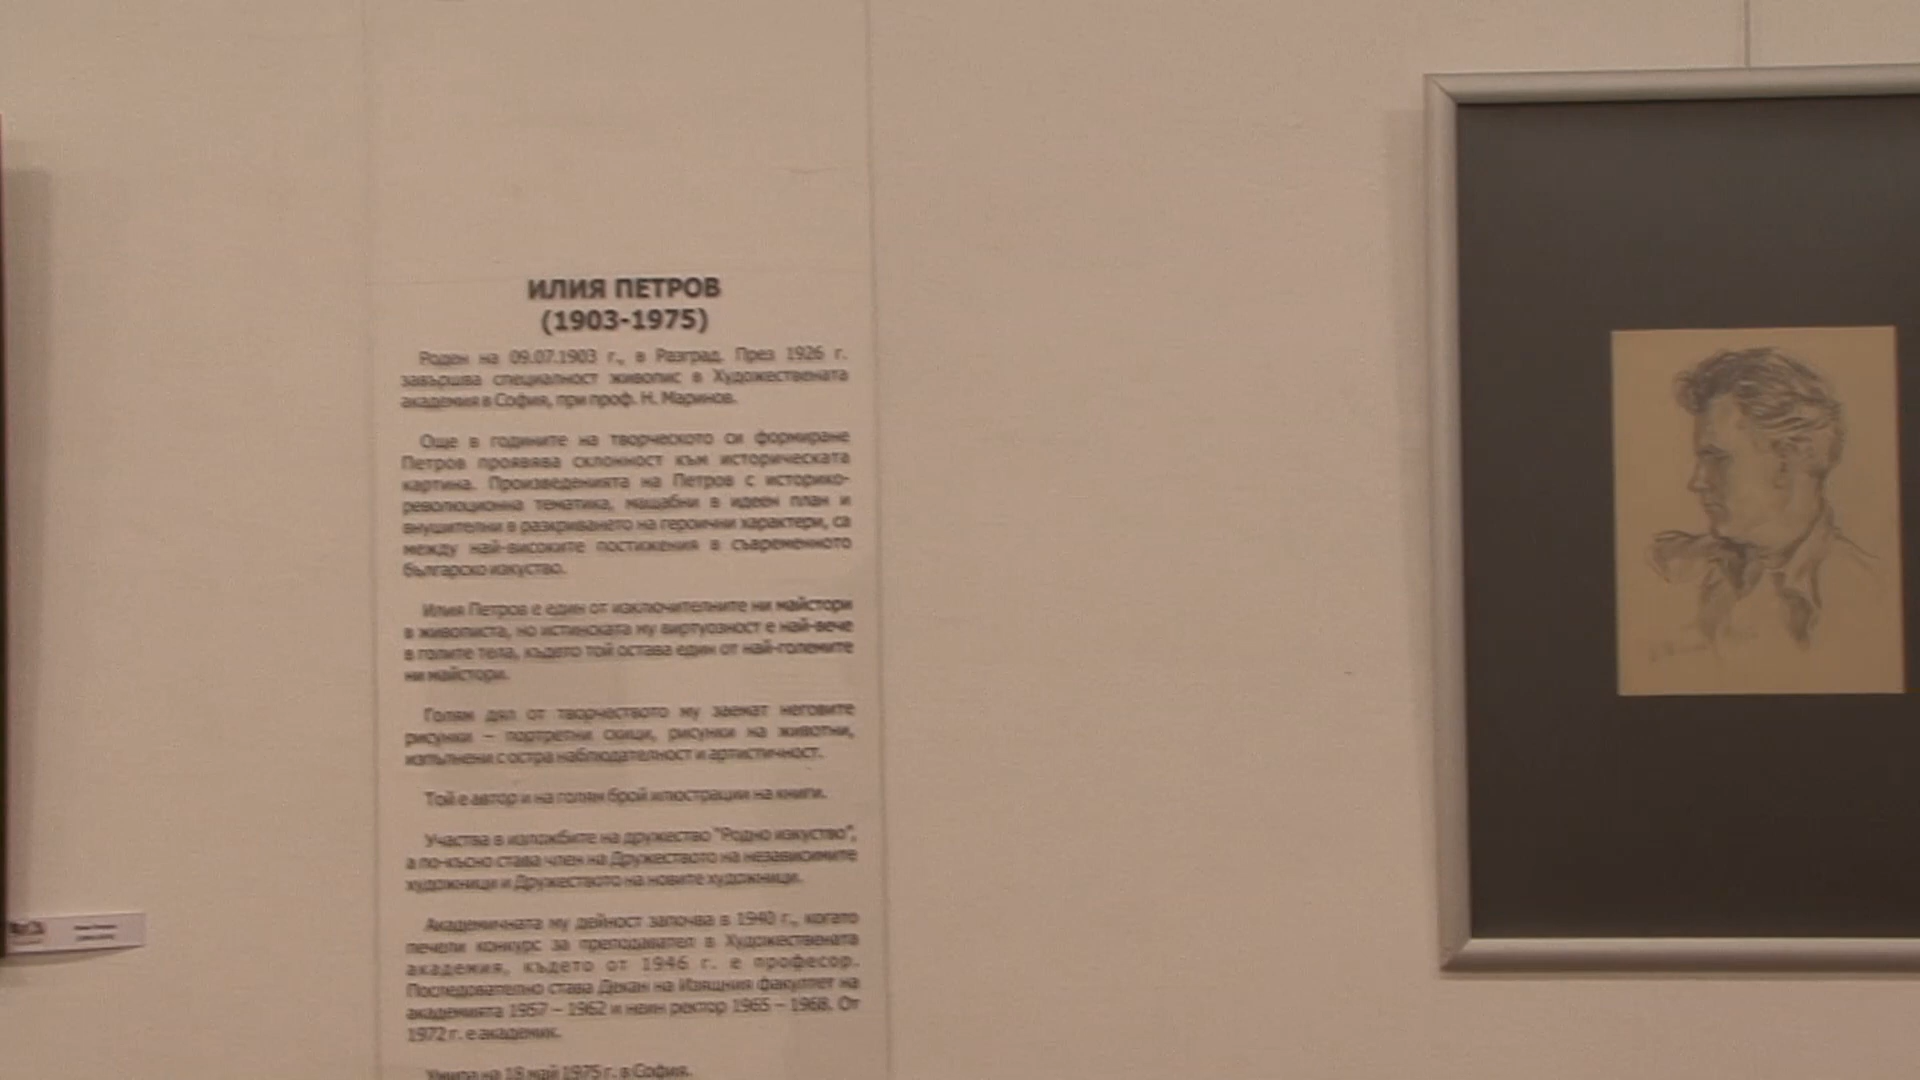 ИЛИЯ ПЕТРОВ
(1903-1975)
Роден на 09.07.1903 г., в Разград. През 1926 г.
завършва специалност живопис в Художествената
академия в София, при проф. Н. Маринов.
Още в годините на творческото си формиране
Петров проявява склонност към историческата
картина. Произведенията на Петров с историко-
революционна тематика, мащабни в идеен план и
внушителни в разкриването на героични характери, са
между най-високите постижения в съвременното
българско изкуство.
Илия Петров е един от изключителните ни майстори
в живописта, но истинската му виртуозност е най-вече
в голите тела, където той остава един от най-големите
ни майстори.
Голям дял от творчеството му заемат неговите
рисунки – портретни скици, рисунки на животни,
изпълнени с остра наблюдателност и артистичност.
Той е автор и на голям брой илюстрации на книги.
Участва в изложбите на дружество "Родно изкуство",
а по-късно става член на Дружеството на независимите
художници и Дружеството на новите художници.
Академичната му дейност започва в 1940 г., когато
печели конкурс за преподавател в Художествената
академия, където от 1946 г. е професор.
Последователно става Декан на Изящния факултет на
академията 1957 – 1962 и неин ректор 1965 – 1968. От
1972 г. е академик.
Умира на 18 май 1975 г. в София.